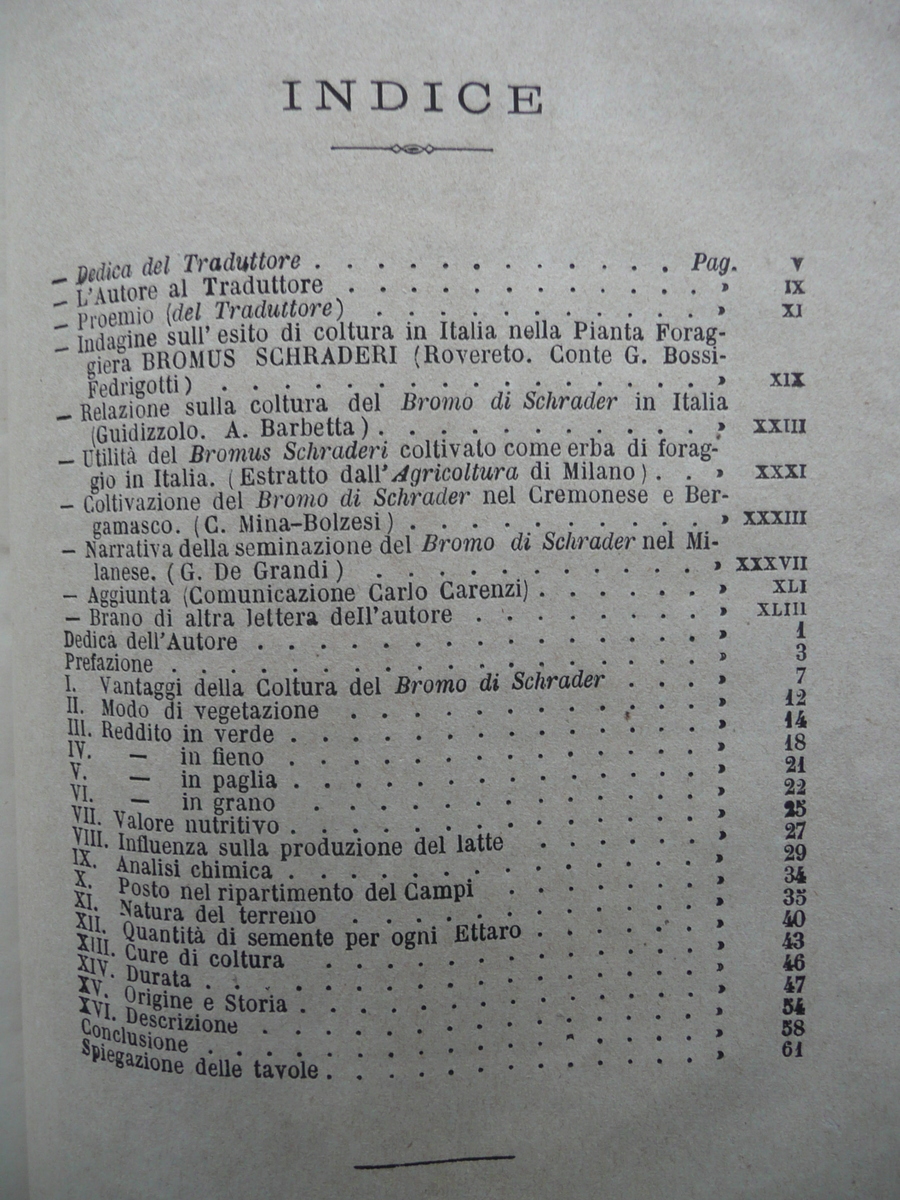 INDICE
— Dedica del Traduttore . . . . . . . . . . . . Pag. V
— L'Autore al Traduttore . . . . . . . . . . . . » IX
— Proemio (del Traduttore) . . . . . . . . . . . » XI
— Indagine sull' esito di coltura in Italia nella Pianta Forag-
giera BROMUS SCHRADERI (Rovereto. Conte G. Bossi-
Fedrigotti) . . . . . . . . . . . . . . . » XIX
— Relazione sulla coltura del Bromo di Schrader in Italia
(Guidizzolo. A. Barbetta) . . . . . . . . . . . » XXIII
— Utilità del Bromus Schraderi coltivato come erba di forag-
gio in Italia. (Estratto dall'Agricoltura di Milano) . . » XXXI
— Coltivazione del Bromo di Schrader nel Cremonese e Ber-
gamasco. (C. Mina-Bolzesi) . . . . . . . . . . » XXXIII
— Narrativa della seminazione del Bromo di Schrader nel Mi-
lanese. (G. De Grandi) . . . . . . . . . . . » XXXVII
— Aggiunta (Comunicazione Carlo Carenzi) . . . . . . » XLI
— Brano di altra lettera dell'autore . . . . . . . . » XLIII
Dedica dell'Autore . . . . . . . . . . . . . . » 1
Prefazione . . . . . . . . . . . . . . . . . » 3
I. Vantaggi della Coltura del Bromo di Schrader . . . » 7
II. Modo di vegetazione . . . . . . . . . . . . » 12
III. Reddito in verde . . . . . . . . . . . . . » 14
IV. — in fieno . . . . . . . . . . . . . » 18
V. — in paglia . . . . . . . . . . . . . » 21
VI. — in grano . . . . . . . . . . . . . » 22
VII. Valore nutritivo . . . . . . . . . . . . . » 25
VIII. Influenza sulla produzione del latte . . . . . . » 27
IX. Analisi chimica . . . . . . . . . . . . . . » 29
X. Posto nel ripartimento del Campi . . . . . . . » 34
XI. Natura del terreno . . . . . . . . . . . . » 35
XII. Quantità di semente per ogni Ettaro . . . . . . » 40
XIII. Cure di coltura . . . . . . . . . . . . . » 43
XIV. Durata . . . . . . . . . . . . . . . . » 46
XV. Origine e Storia . . . . . . . . . . . . . » 47
XVI. Descrizione . . . . . . . . . . . . . . » 54
Conclusione . . . . . . . . . . . . . . . . » 58
Spiegazione delle tavole . . . . . . . . . . . . » 61